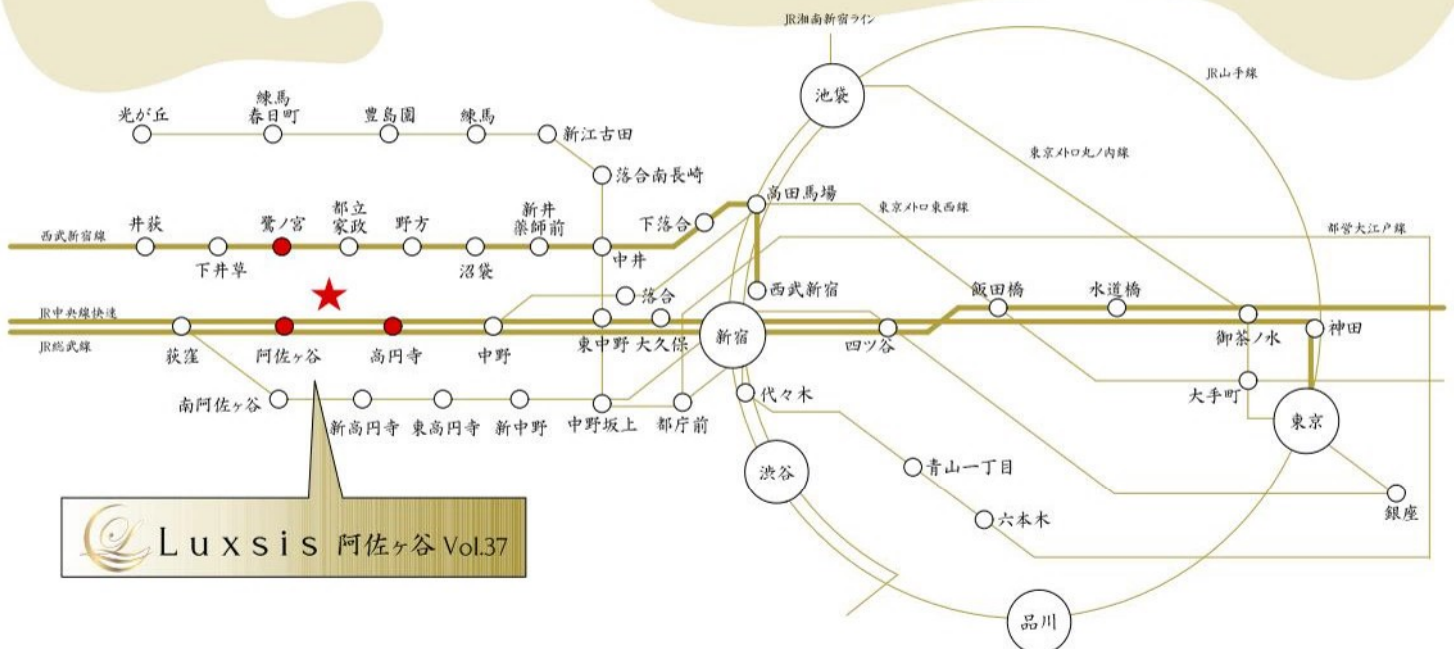 JR湘南新宿ライン
JR山手線
池袋
光が丘
練馬
春日町
豊島園
練馬
新江古田
東京メトロ丸ノ内線
落合南長崎
高田馬場
東京メトロ東西線
西武新宿線
井荻
鷺ノ宮
都立
家政
野方
新井
薬師前
下落合
都営大江戸線
下井草
沼袋
中井
西武新宿
落合
飯田橋
水道橋
JR中央線快速
JR総武線
荻窪
阿佐ヶ谷
高円寺
中野
東中野
大久保
新宿
四ツ谷
御茶ノ水
神田
南阿佐ヶ谷
新高円寺
東高円寺
新中野
中野坂上
都庁前
代々木
大手町
東京
渋谷
青山一丁目
六本木
銀座
Luxsis 阿佐ヶ谷 Vol.37
品川